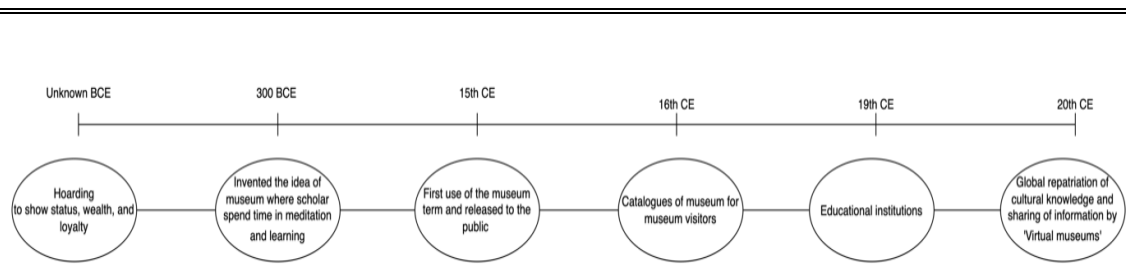 Unknown BCE
300 BCE
15th CE
16th CE
19th CE
20th CE
Hoarding
to show status, wealth, and
loyalty
Invented the idea of
museum where scholar
spend time in meditation
and learning
First use of the museum
term and released to the
public
Catalogues of museum for
museum visitors
Educational institutions
Global repatriation of
cultural knowledge and
sharing of information by
'Virtual museums'